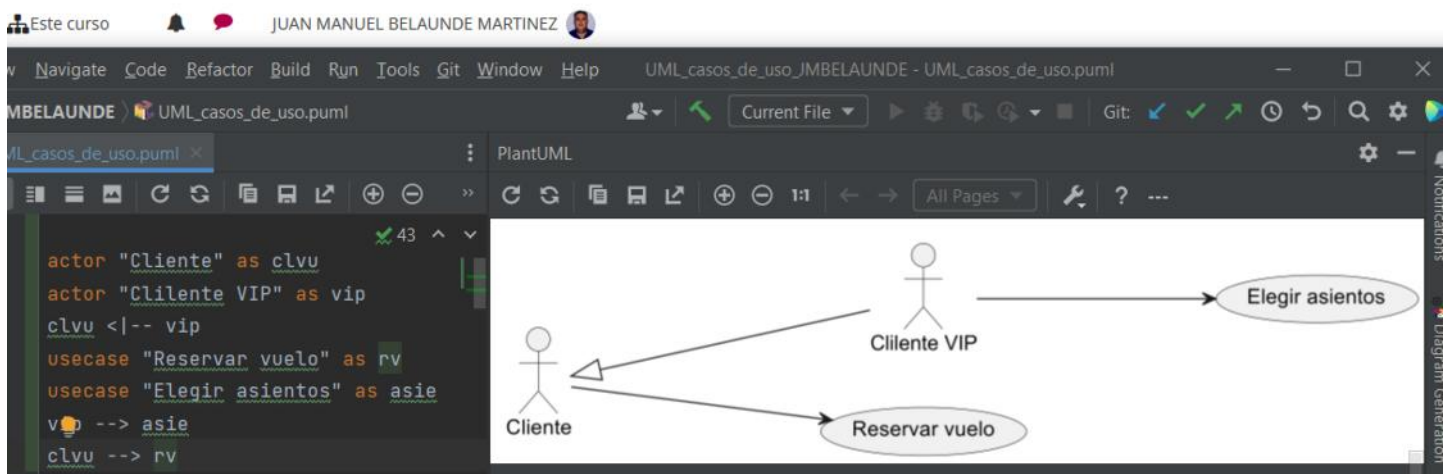 Este curso JUAN MANUEL BELAUNDE MARTINEZ
Navigate Code Refactor Build Run Tools Git Window Help UML_casos_de_uso_JMBELAUNDE - UML_casos_de_uso.puml
MBELAUNDE UML_casos_de_uso.puml Current File Git:
ML_casos_de_uso.puml PlantUML
1:1 All Pages ?
43
actor "Cliente" as clvu
actor "Clilente VIP" as vip
clvu <|-- vip
usecase "Reservar vuelo" as rv
usecase "Elegir asientos" as asie
--> asie
clvu --> rv
Elegir asientos
Clilente VIP
Cliente
Reservar vuelo
Notifications
Diagram Generation